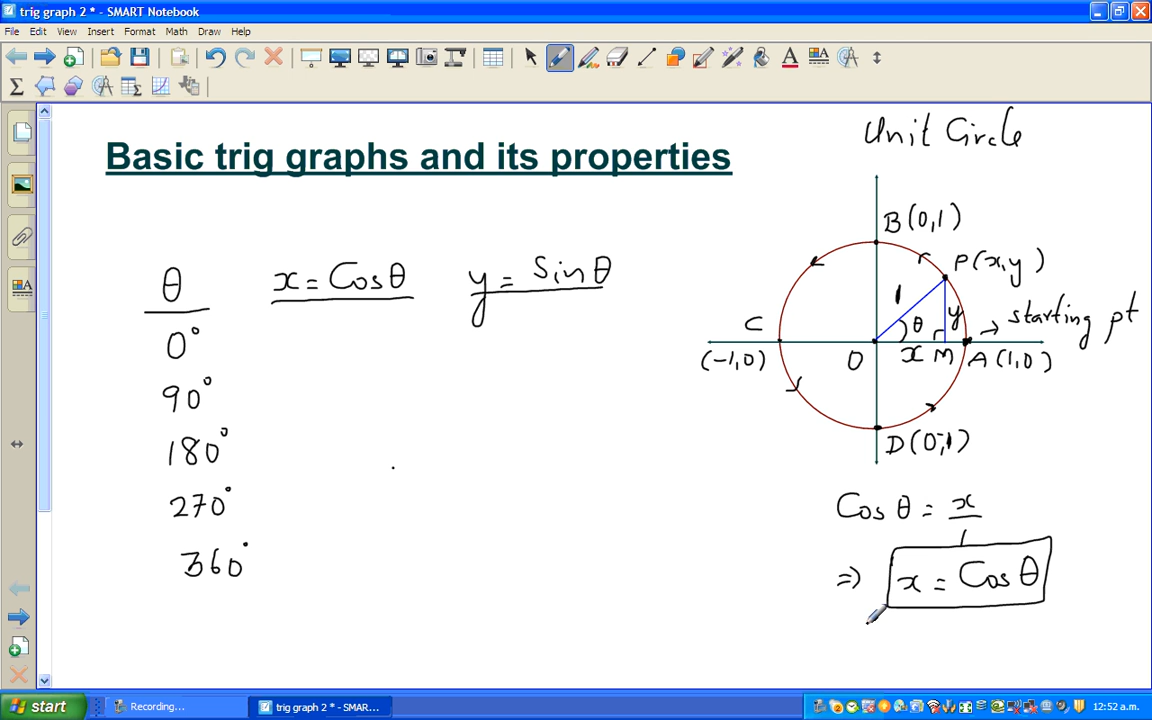 trig graph 2 * - SMART Notebook
File Edit View Insert Format Math Draw Help
Basic trig graphs and its properties
Unit Circle
θ x = Cosθ y = Sinθ
0°
90°
180°
270°
360°
B(0,1)
P(x,y)
1
θ
y
→ starting pt
C
(-1,0)
O
x
M
A(1,0)
D(0,-1)
Cos θ = x/1
⇒ x = Cos θ
start
Recording...
trig graph 2 * - SMAR...
12:52 a.m.